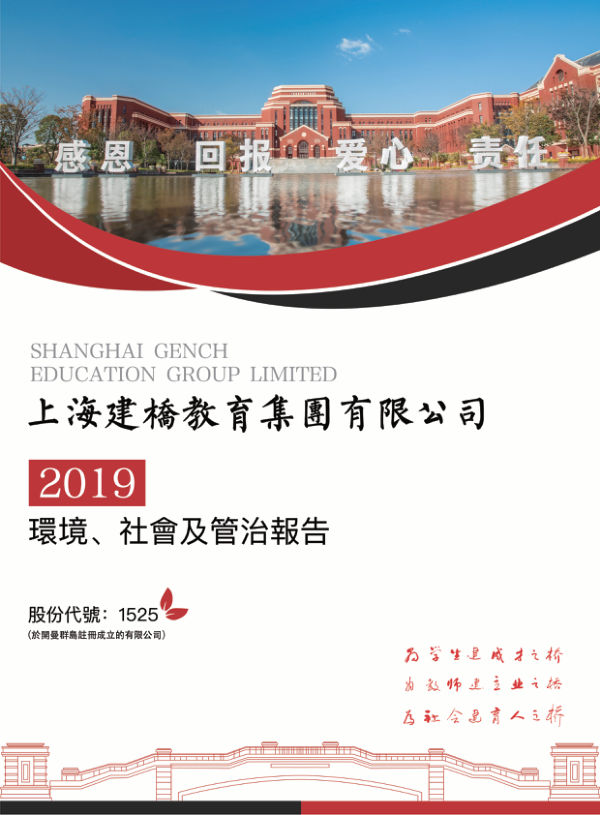 感恩 回报 爱心 责任
SHANGHAI GENCH
EDUCATION GROUP LIMITED
上海建橋教育集團有限公司
2019
環境、社會及管治報告
股份代號：1525
(於開曼群島註冊成立的有限公司)
为学生建成才之桥
为教师建立业之桥
为社会建育人之桥